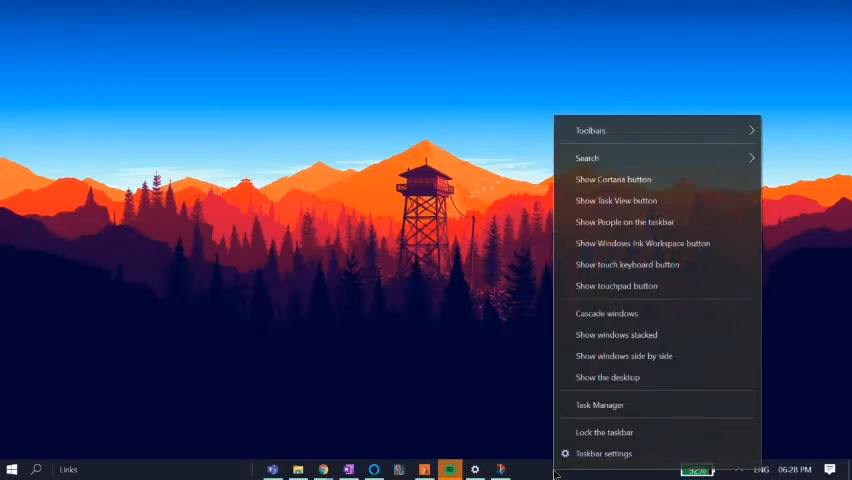 Toolbars
Search
Show Cortana button
Show Task View button
Show People on the taskbar
Show Windows Ink Workspace button
Show touch keyboard button
Show touchpad button
Cascade windows
Show windows stacked
Show windows side by side
Show the desktop
Task Manager
Lock the taskbar
Taskbar settings
Links
92%
ENG
06:28 PM